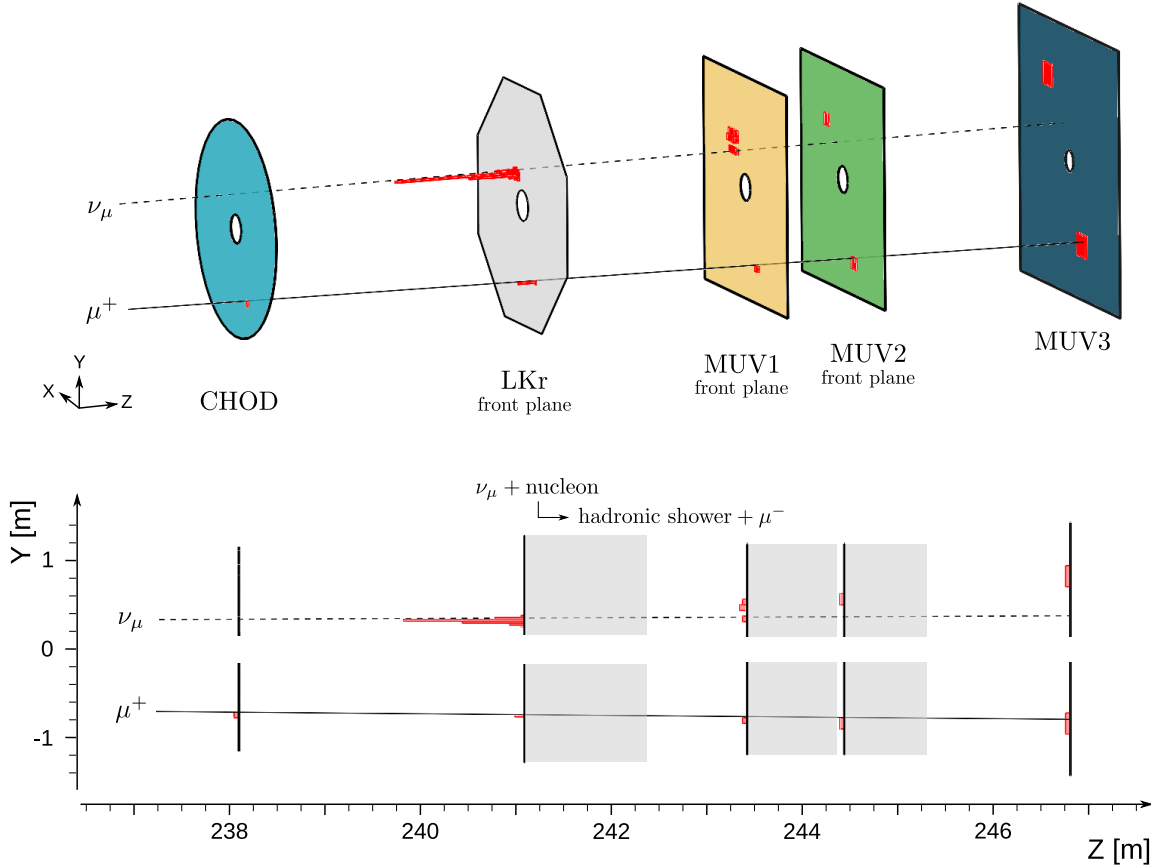 ν_μ
μ⁺
Y
X
Z
CHOD
LKr
front plane
MUV1
front plane
MUV2
front plane
MUV3
ν_μ + nucleon
hadronic shower + μ⁻
Y [m]
1
0
-1
ν_μ
μ⁺
238
240
242
244
246
Z [m]